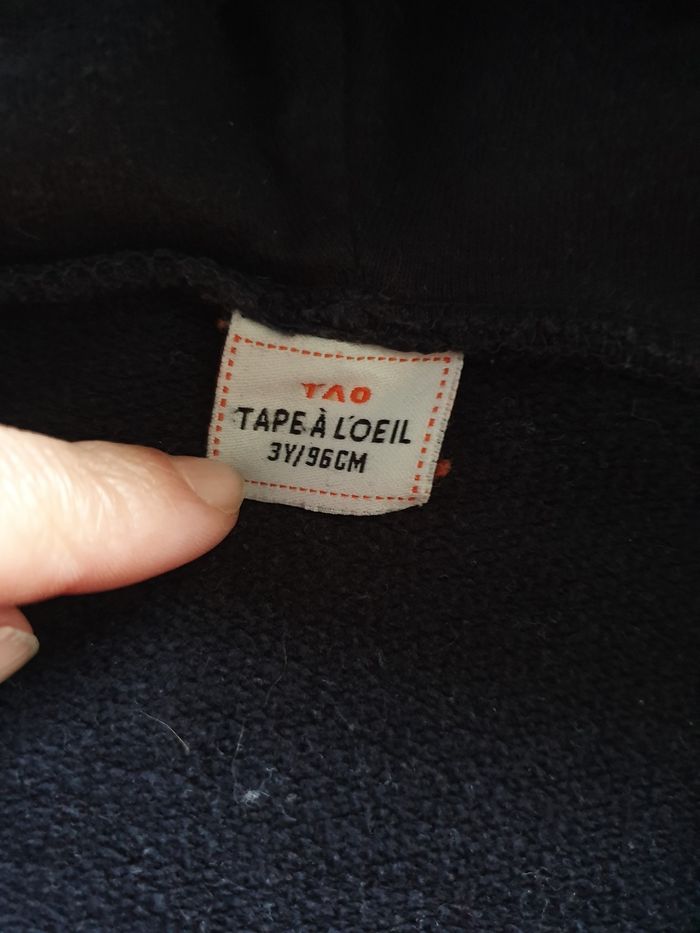 TAO
TAPE À L'OEIL
3Y/96CM